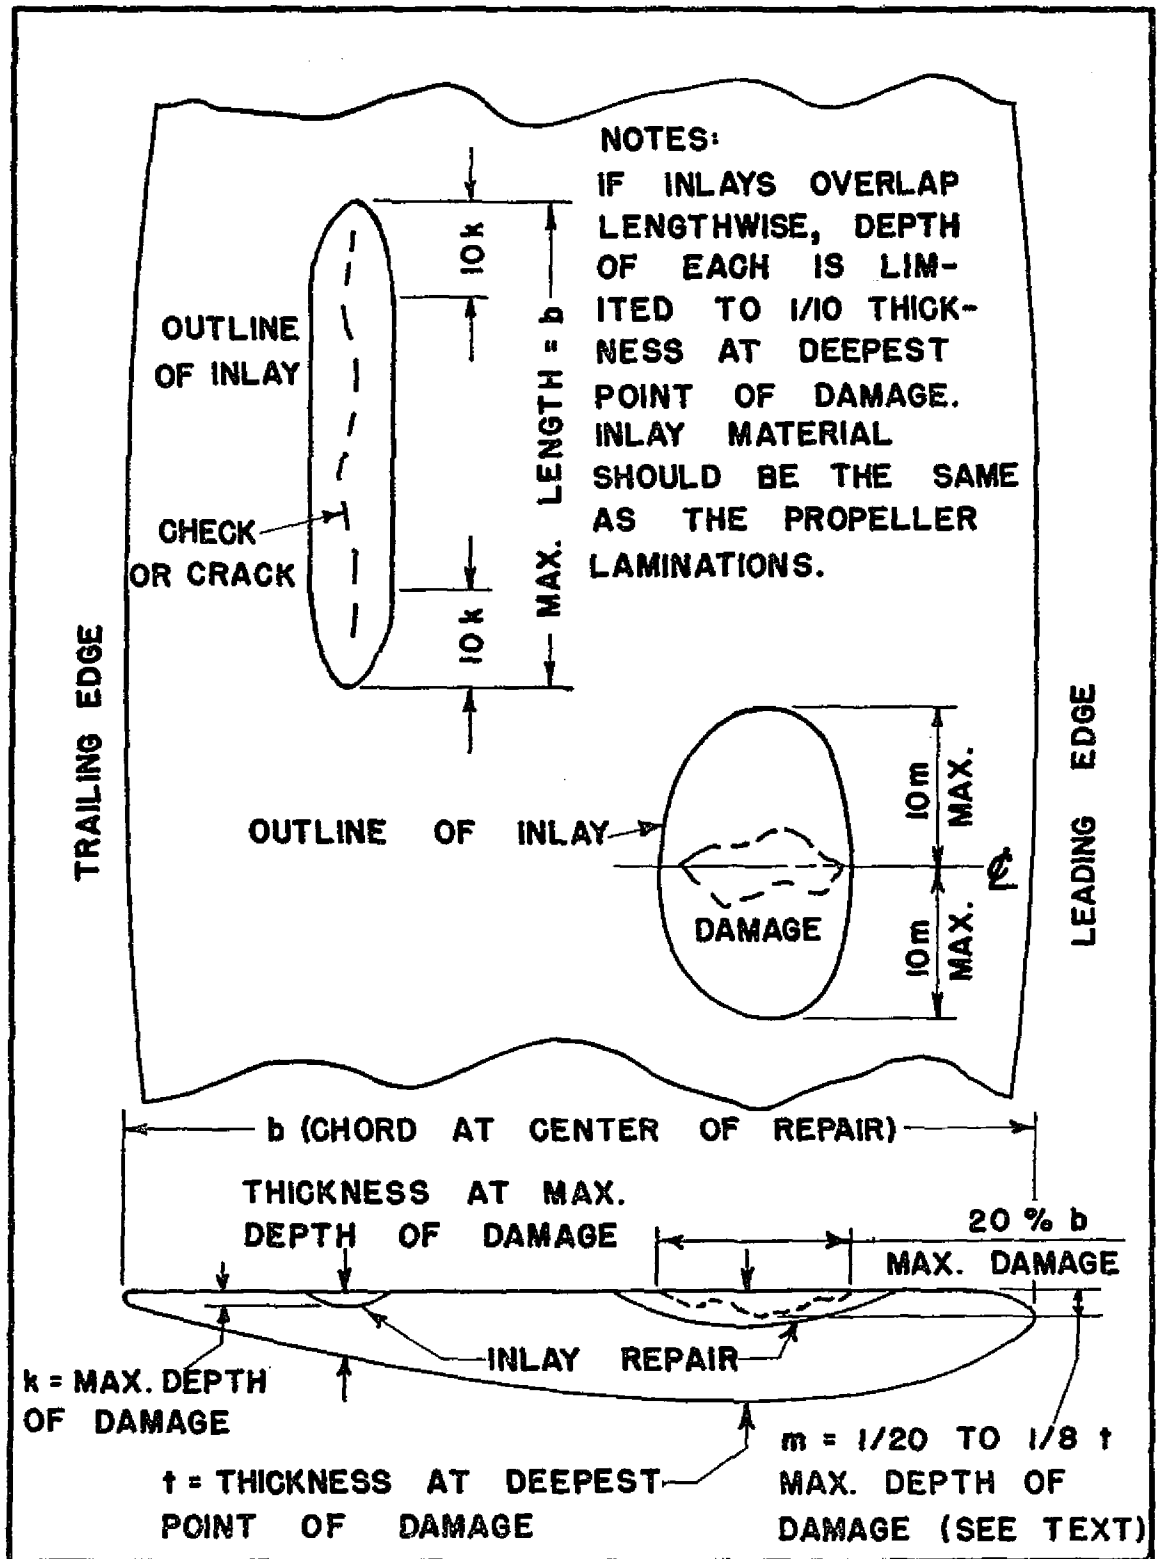 NOTES:
IF INLAYS OVERLAP
LENGTHWISE, DEPTH
OF EACH IS LIM-
ITED TO 1/10 THICK-
NESS AT DEEPEST
POINT OF DAMAGE.
INLAY MATERIAL
SHOULD BE THE SAME
AS THE PROPELLER
LAMINATIONS.
10k
MAX. LENGTH = b
OUTLINE
OF INLAY
CHECK
OR CRACK
10k
TRAILING EDGE
LEADING EDGE
OUTLINE OF INLAY
DAMAGE
10m
MAX.
℄
10m
MAX.
b (CHORD AT CENTER OF REPAIR)
THICKNESS AT MAX.
DEPTH OF DAMAGE
20 % b
MAX. DAMAGE
INLAY REPAIR
k = MAX. DEPTH
OF DAMAGE
t = THICKNESS AT DEEPEST
POINT OF DAMAGE
m = 1/20 TO 1/8 t
MAX. DEPTH OF
DAMAGE (SEE TEXT)